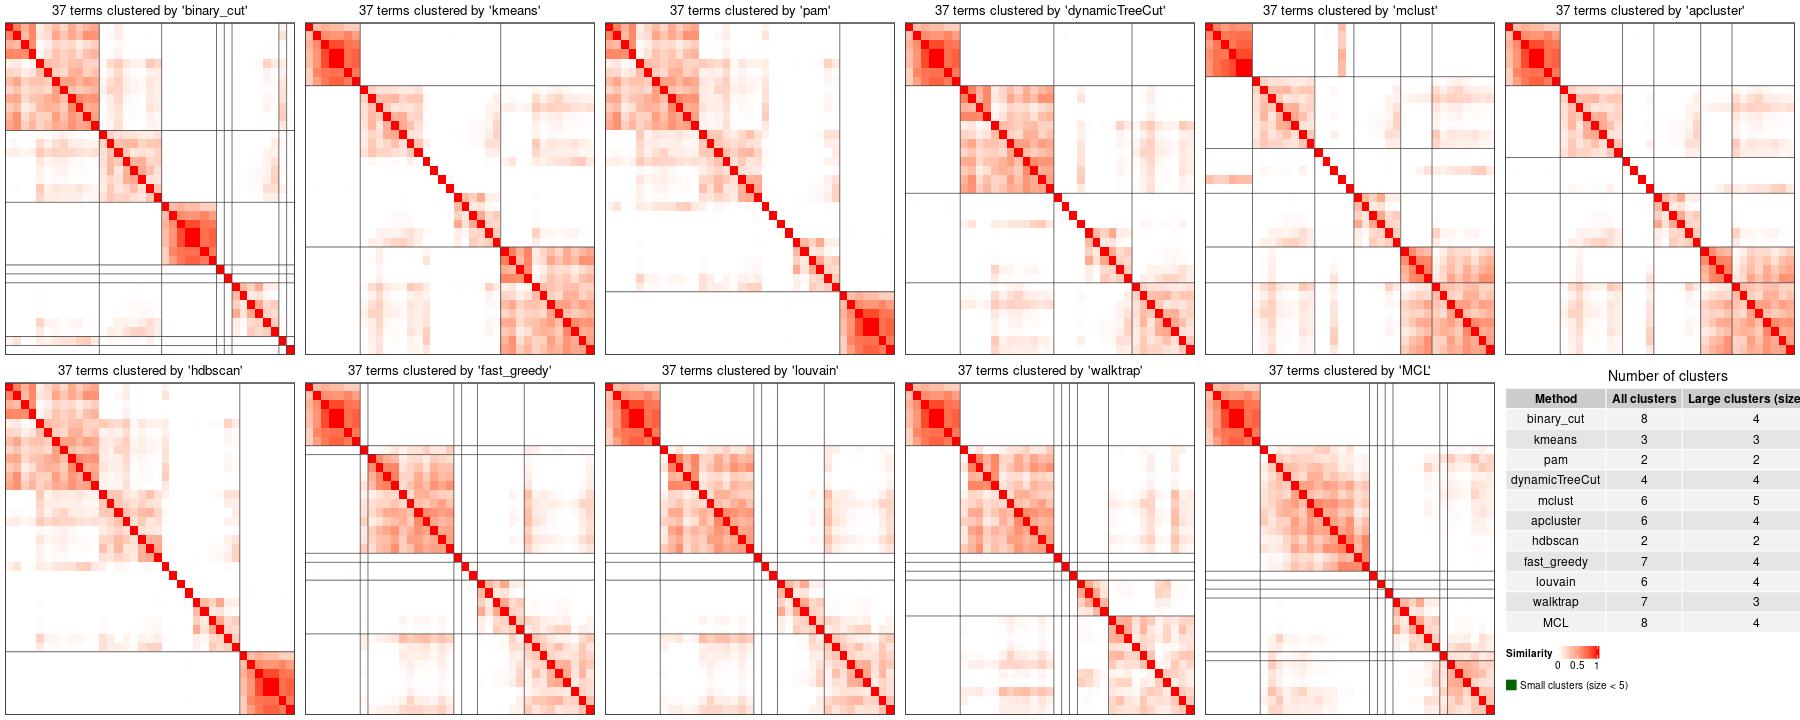 37 terms clustered by 'binary_cut'
37 terms clustered by 'kmeans'
37 terms clustered by 'pam'
37 terms clustered by 'dynamicTreeCut'
37 terms clustered by 'mclust'
37 terms clustered by 'apcluster'
37 terms clustered by 'hdbscan'
37 terms clustered by 'fast_greedy'
37 terms clustered by 'louvain'
37 terms clustered by 'walktrap'
37 terms clustered by 'MCL'
Number of clusters
Method All clusters Large clusters (size
binary_cut 8 4
kmeans 3 3
pam 2 2
dynamicTreeCut 4 4
mclust 6 5
apcluster 6 4
hdbscan 2 2
fast_greedy 7 4
louvain 6 4
walktrap 7 3
MCL 8 4
Similarity
0 0.5 1
Small clusters (size < 5)